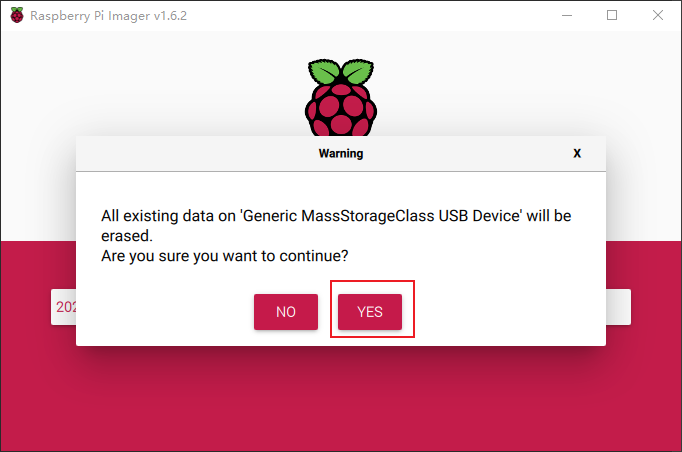 Raspberry Pi Imager v1.6.2
Warning
X
All existing data on 'Generic MassStorageClass USB Device' will be
erased.
Are you sure you want to continue?
NO
YES